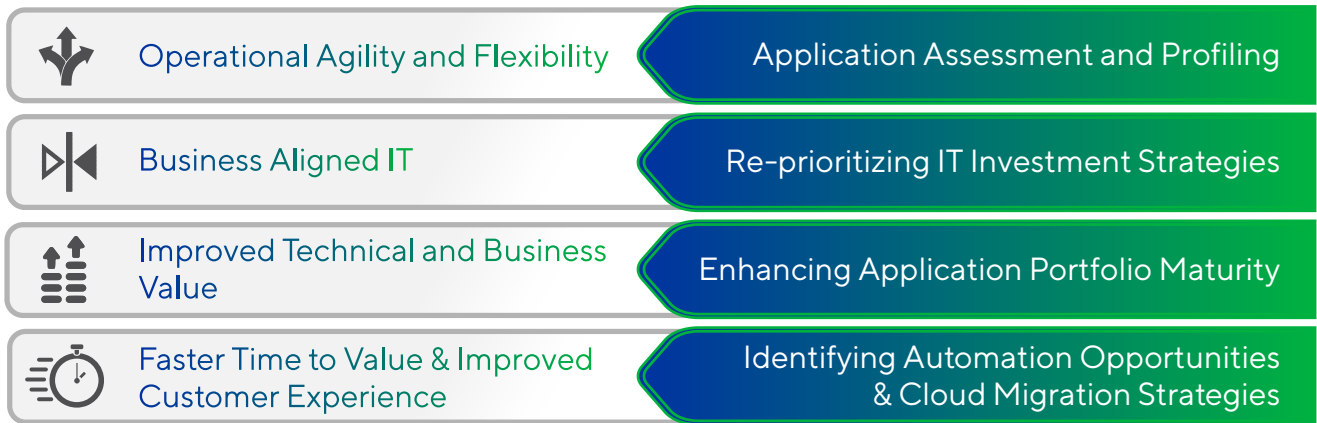 Operational Agility and Flexibility
Application Assessment and Profiling
Business Aligned IT
Re-prioritizing IT Investment Strategies
Improved Technical and Business
Value
Enhancing Application Portfolio Maturity
Faster Time to Value & Improved
Customer Experience
Identifying Automation Opportunities
& Cloud Migration Strategies